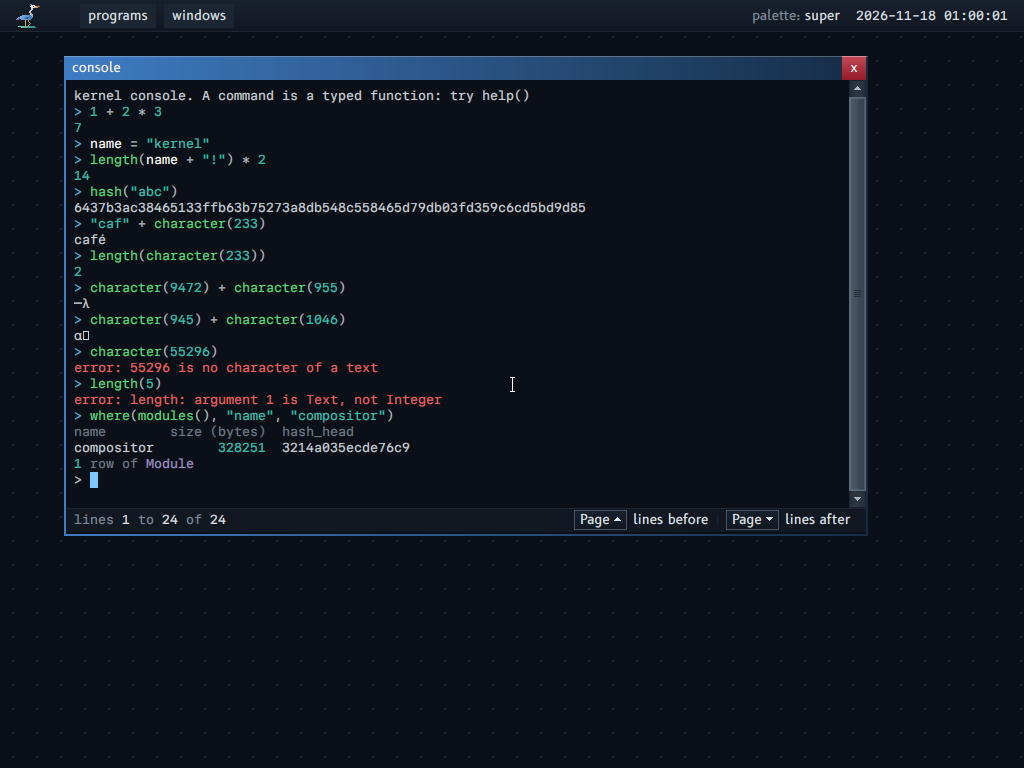 programs windows palette: super 2026-11-18 01:00:01
console x
kernel console. A command is a typed function: try help()
> 1 + 2 * 3
7
> name = "kernel"
> length(name + "!") * 2
14
> hash("abc")
6437b3ac38465133ffb63b75273a8db548c558465d79db03fd359c6cd5bd9d85
> "caf" + character(233)
café
> length(character(233))
2
> character(9472) + character(955)
─λ
> character(945) + character(1046)
α▯
> character(55296)
error: 55296 is no character of a text
> length(5)
error: length: argument 1 is Text, not Integer
> where(modules(), "name", "compositor")
name size (bytes) hash_head
compositor 328251 3214a035ecde76c9
1 row of Module
>
lines 1 to 24 of 24 Page lines before Page lines after